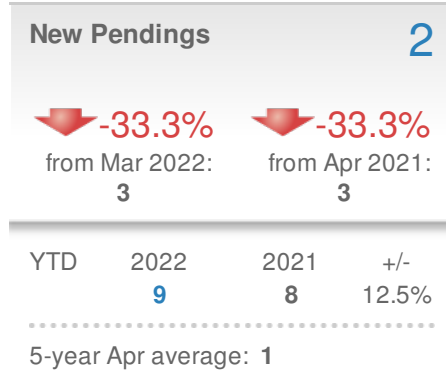 New Pendings 2
-33.3% -33.3%
from Mar 2022: from Apr 2021:
3 3
YTD 2022 2021 +/-
9 8 12.5%
5-year Apr average: 1